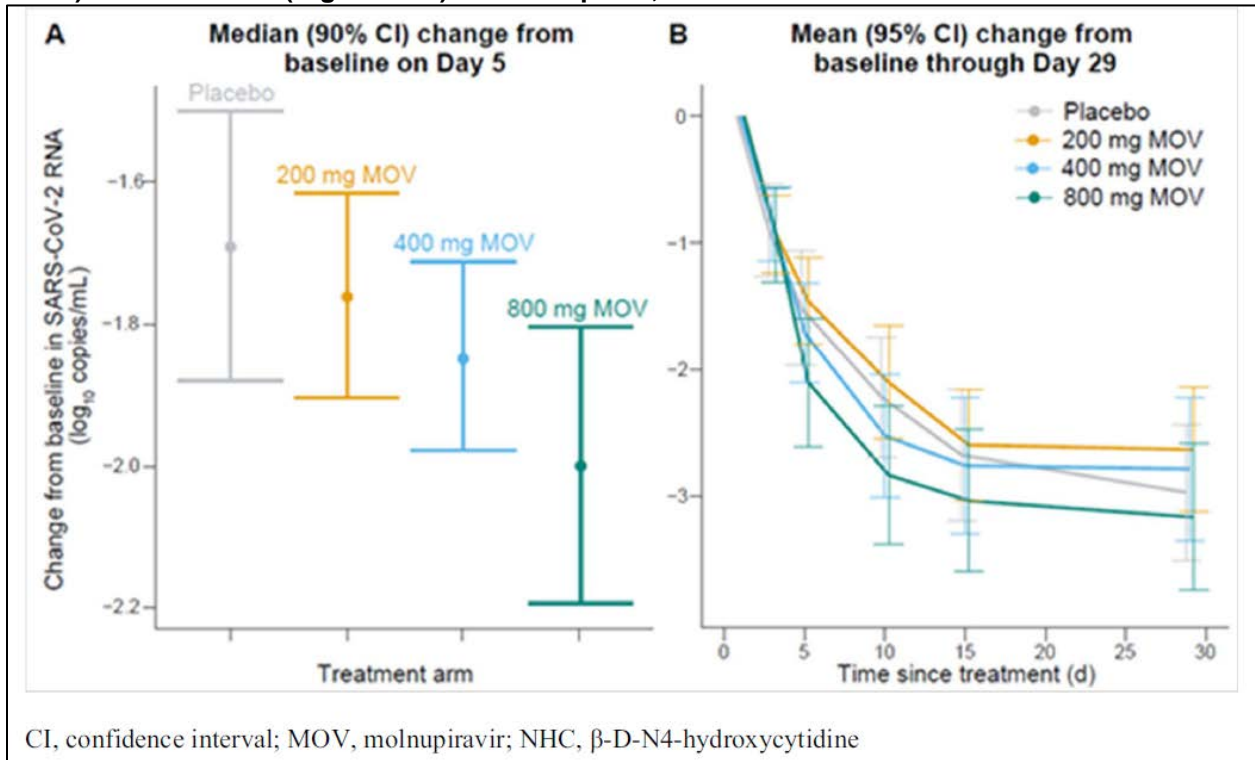 A
Median (90% CI) change from
baseline on Day 5
Change from baseline in SARS-CoV-2 RNA
(log₁₀ copies/mL)
−1.6
−1.8
−2.0
−2.2
Placebo
200 mg MOV
400 mg MOV
800 mg MOV
Treatment arm
B
Mean (95% CI) change from
baseline through Day 29
0
−1
−2
−3
Placebo
200 mg MOV
400 mg MOV
800 mg MOV
0 5 10 15 20 25 30
Time since treatment (d)
CI, confidence interval; MOV, molnupiravir; NHC, β-D-N4-hydroxycytidine